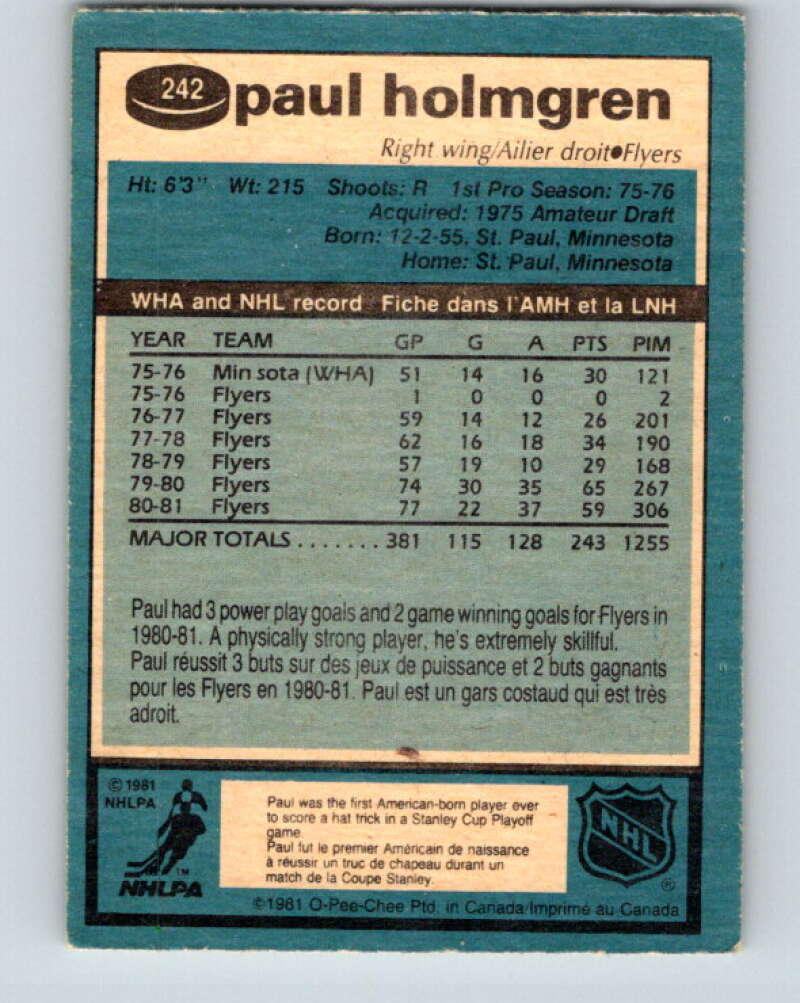 242 paul holmgren
Right wing/Ailier droit●Flyers
Ht: 6'3" Wt: 215 Shoots: R 1st Pro Season: 75-76
Acquired: 1975 Amateur Draft
Born: 12-2-55, St. Paul, Minnesota
Home: St. Paul, Minnesota
WHA and NHL record Fiche dans l'AMH et la LNH
YEAR TEAM GP G A PTS PIM
75-76 Min sota (WHA) 51 14 16 30 121
75-76 Flyers 1 0 0 0 2
76-77 Flyers 59 14 12 26 201
77-78 Flyers 62 16 18 34 190
78-79 Flyers 57 19 10 29 168
79-80 Flyers 74 30 35 65 267
80-81 Flyers 77 22 37 59 306
MAJOR TOTALS ....... 381 115 128 243 1255
Paul had 3 power play goals and 2 game winning goals for Flyers in
1980-81. A physically strong player, he's extremely skillful.
Paul réussit 3 buts sur des jeux de puissance et 2 buts gagnants
pour les Flyers en 1980-81. Paul est un gars costaud qui est très
adroit.
©1981
NHLPA
TM
NHLPA
Paul was the first American-born player ever
to score a hat trick in a Stanley Cup Playoff
game.
Paul fut le premier Américain de naissance
à réussir un truc de chapeau durant un
match de la Coupe Stanley.
NHL
®
©1981 O-Pee-Chee Ptd. in Canada/Imprimé au Canada